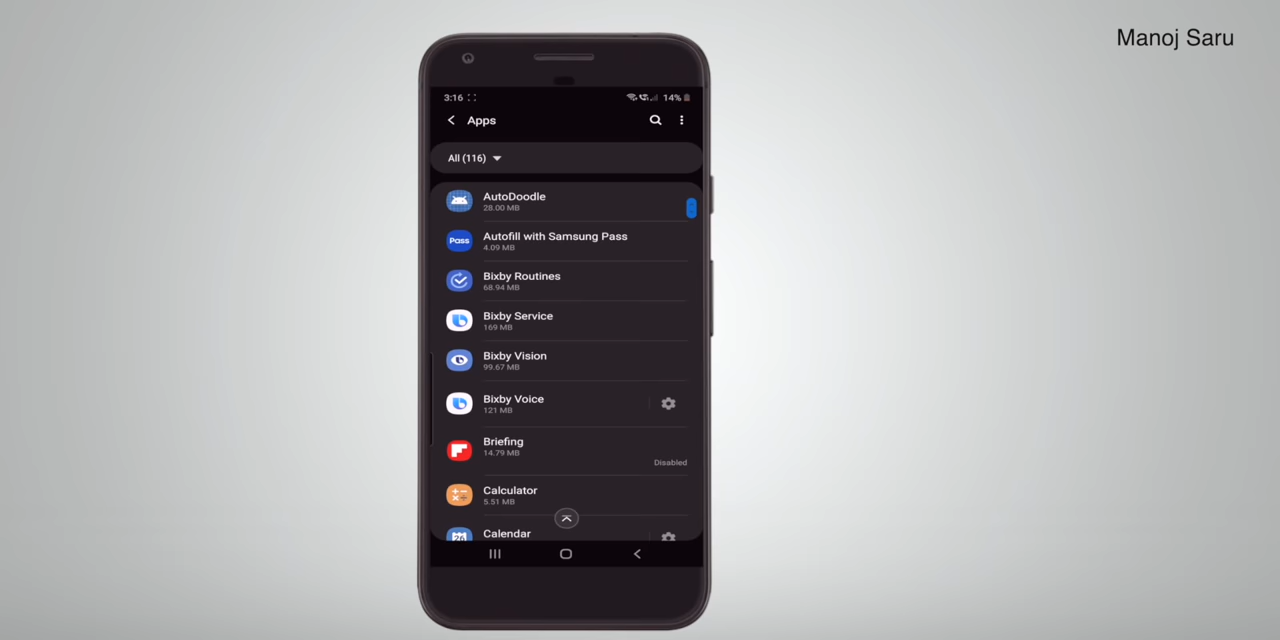 Manoj Saru
3:16 14%
Apps
All (116)
AutoDoodle
28.00 MB
Pass
Autofill with Samsung Pass
4.09 MB
Bixby Routines
68.94 MB
Bixby Service
169 MB
Bixby Vision
99.67 MB
Bixby Voice
121 MB
Briefing
14.79 MB
Disabled
Calculator
5.51 MB
26
Calendar